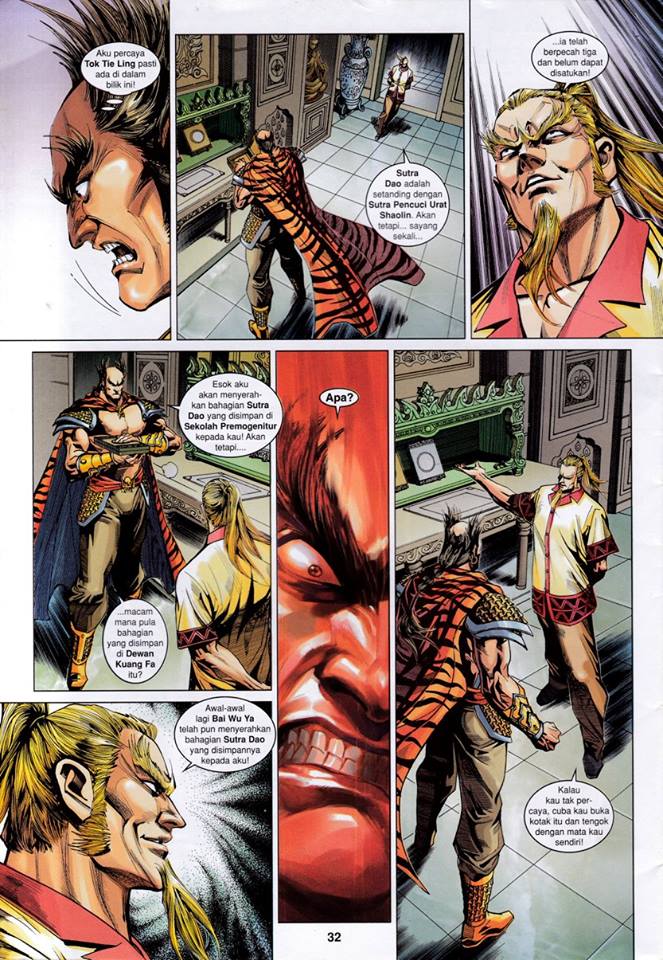 Aku percaya
Tok Tie Ling pasti
ada di dalam
bilik ini!
Sutra
Dao adalah
setanding dengan
Sutra Pencuci Urat
Shaolin. Akan
tetapi... sayang
sekali...
...ia telah
berpecah tiga
dan belum dapat
disatukan!
Esok aku
akan menyerah-
kan bahagian Sutra
Dao yang disimpan di
Sekolah Premogenitur
kepada kau! Akan
tetapi....
...macam
mana pula
bahagian
yang disimpan
di Dewan
Kuang Fa
itu?
Apa?
Awal-awal
lagi Bai Wu Ya
telah pun menyerahkan
bahagian Sutra Dao
yang disimpannya
kepada aku!
Kalau
kau tak per-
caya, cuba kau buka
kotak itu dan tengok
dengan mata kau
sendiri!
32